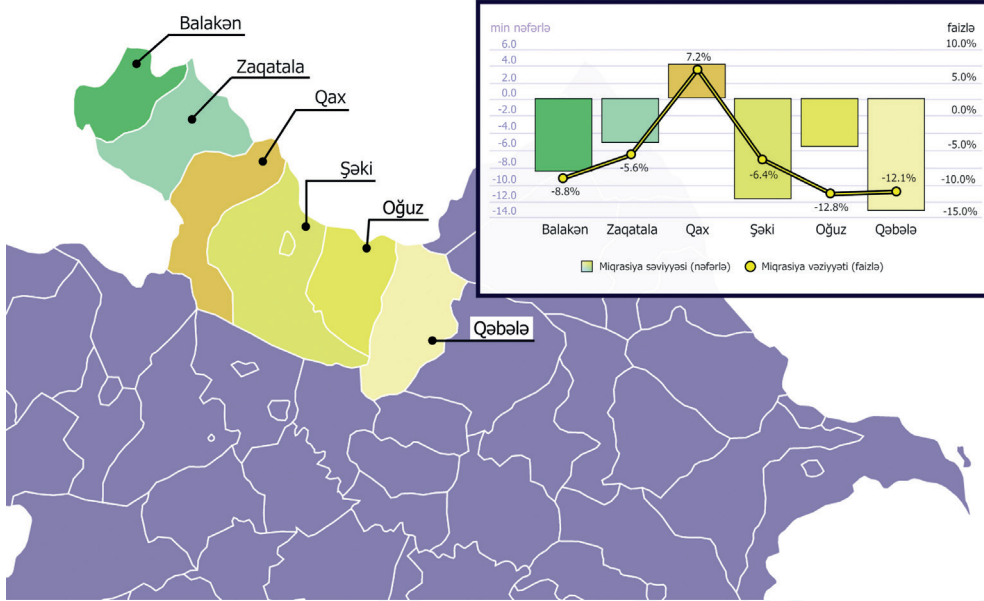 Balakən
Zaqatala
Qax
Şəki
Oğuz
Qəbələ
min nəfərlə
faizlə
6.0
4.0
2.0
0.0
-2.0
-4.0
-6.0
-8.0
-10.0
-12.0
-14.0
10.0%
5.0%
0.0%
-5.0%
-10.0%
-15.0%
-8.8%
-5.6%
7.2%
-6.4%
-12.8%
-12.1%
Balakən Zaqatala Qax Şəki Oğuz Qəbələ
Miqrasiya səviyyəsi (nəfərlə) Miqrasiya vəziyyəti (faizlə)